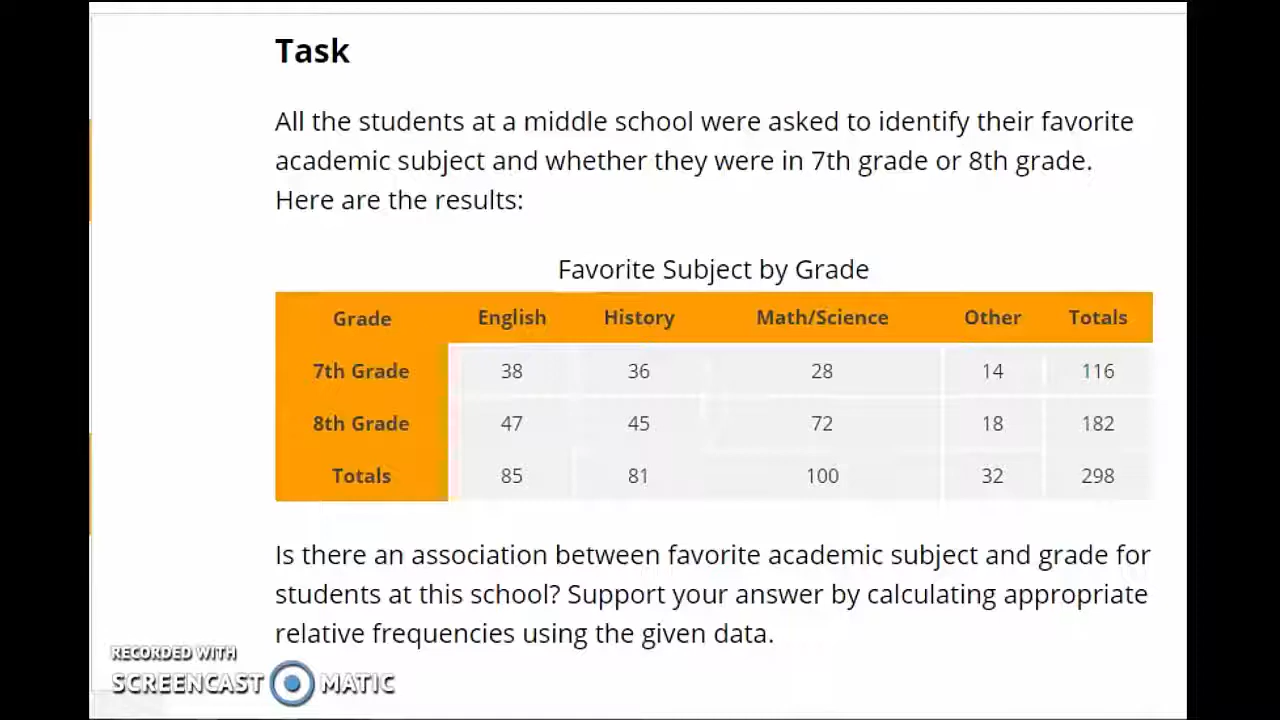 Task
All the students at a middle school were asked to identify their favorite
academic subject and whether they were in 7th grade or 8th grade.
Here are the results:
Favorite Subject by Grade
Grade English History Math/Science Other Totals
7th Grade 38 36 28 14 116
8th Grade 47 45 72 18 182
Totals 85 81 100 32 298
Is there an association between favorite academic subject and grade for
students at this school? Support your answer by calculating appropriate
relative frequencies using the given data.
RECORDED WITH
SCREENCAST MATIC